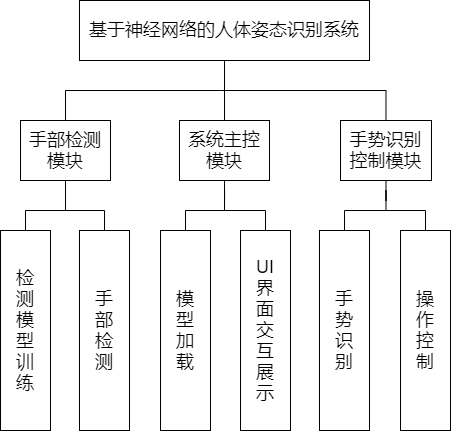 基于神经网络的人体姿态识别系统
手部检测
模块
系统主控
模块
手势识别
控制模块
检测模型训练
手部检测
模型加载
UI界面交互展示
手势识别
操作控制